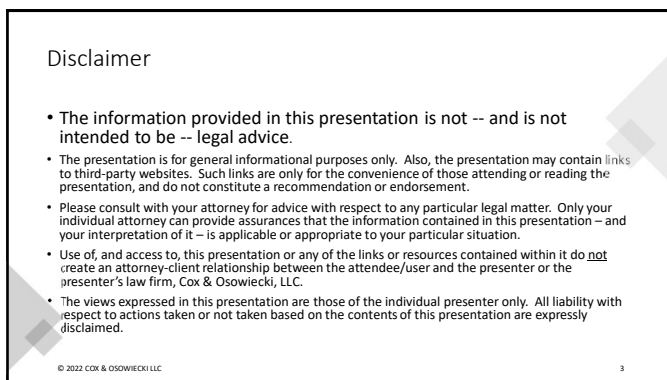 Disclaimer
• The information provided in this presentation is not -- and is not
intended to be -- legal advice.
• The presentation is for general informational purposes only.  Also, the presentation may contain links
to third-party websites.  Such links are only for the convenience of those attending or reading the
presentation, and do not constitute a recommendation or endorsement.
• Please consult with your attorney for advice with respect to any particular legal matter.  Only your
individual attorney can provide assurances that the information contained in this presentation – and
your interpretation of it – is applicable or appropriate to your particular situation.
• Use of, and access to, this presentation or any of the links or resources contained within it do not
create an attorney-client relationship between the attendee/user and the presenter or the
presenter's law firm, Cox & Osowiecki, LLC.
• The views expressed in this presentation are those of the individual presenter only.  All liability with
respect to actions taken or not taken based on the contents of this presentation are expressly
disclaimed.
© 2022 COX & OSOWIECKI LLC
3